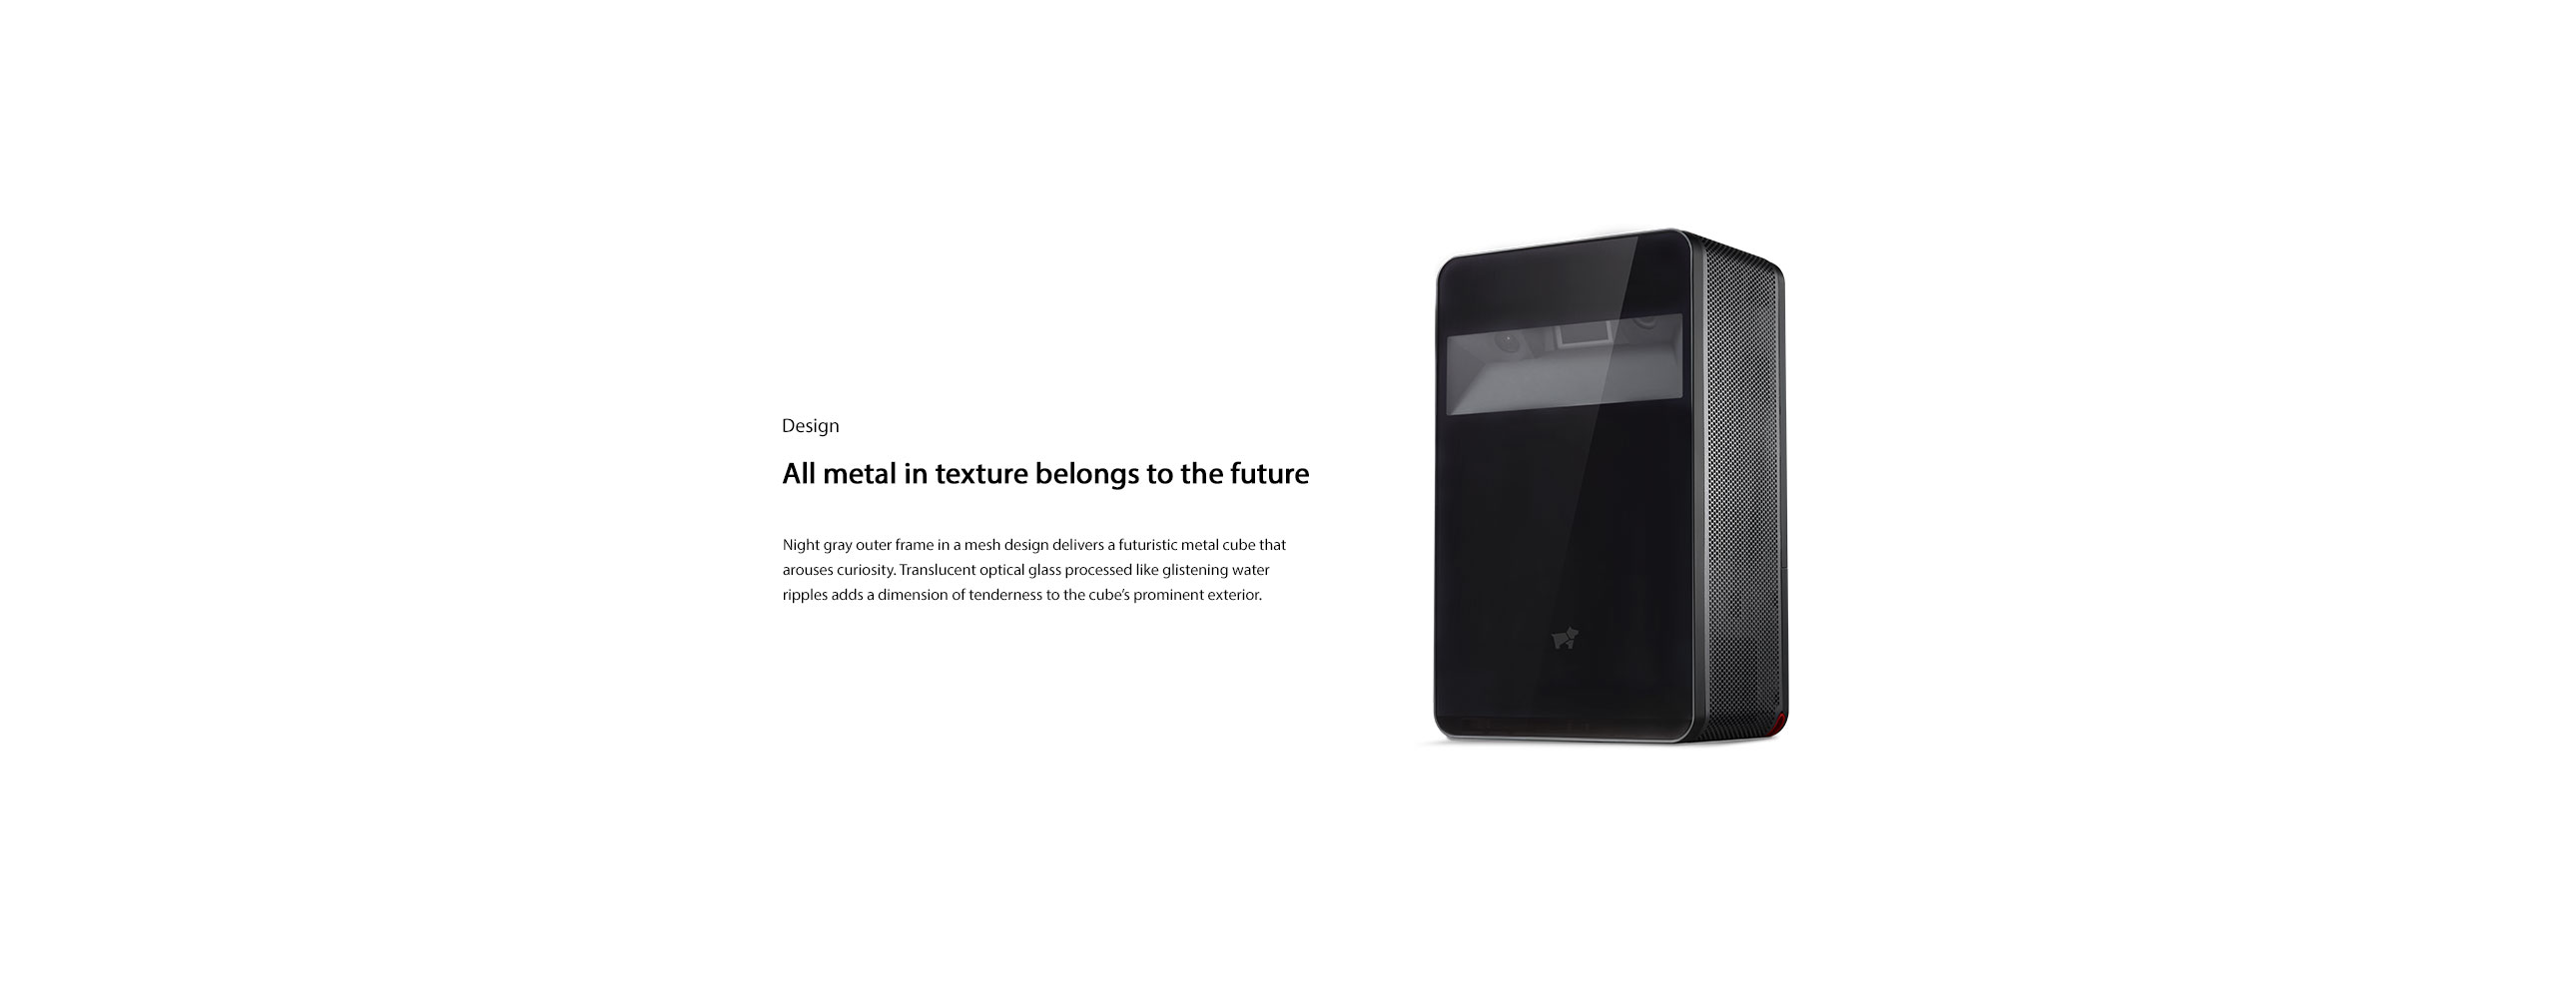 Design
All metal in texture belongs to the future
Night gray outer frame in a mesh design delivers a futuristic metal cube that
arouses curiosity. Translucent optical glass processed like glistening water
ripples adds a dimension of tenderness to the cube’s prominent exterior.